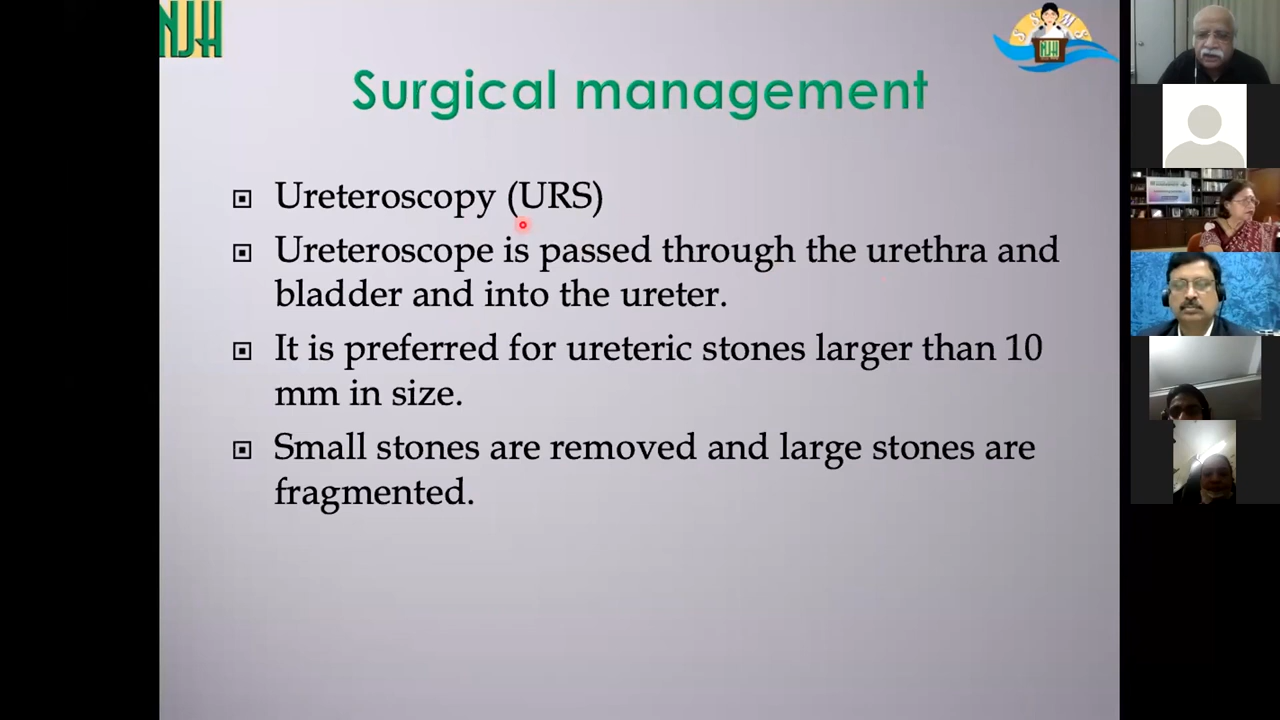 NJH
S S M S
NJH
Surgical management
Ureteroscopy (URS)
Ureteroscope is passed through the urethra and
bladder and into the ureter.
It is preferred for ureteric stones larger than 10
mm in size.
Small stones are removed and large stones are
fragmented.